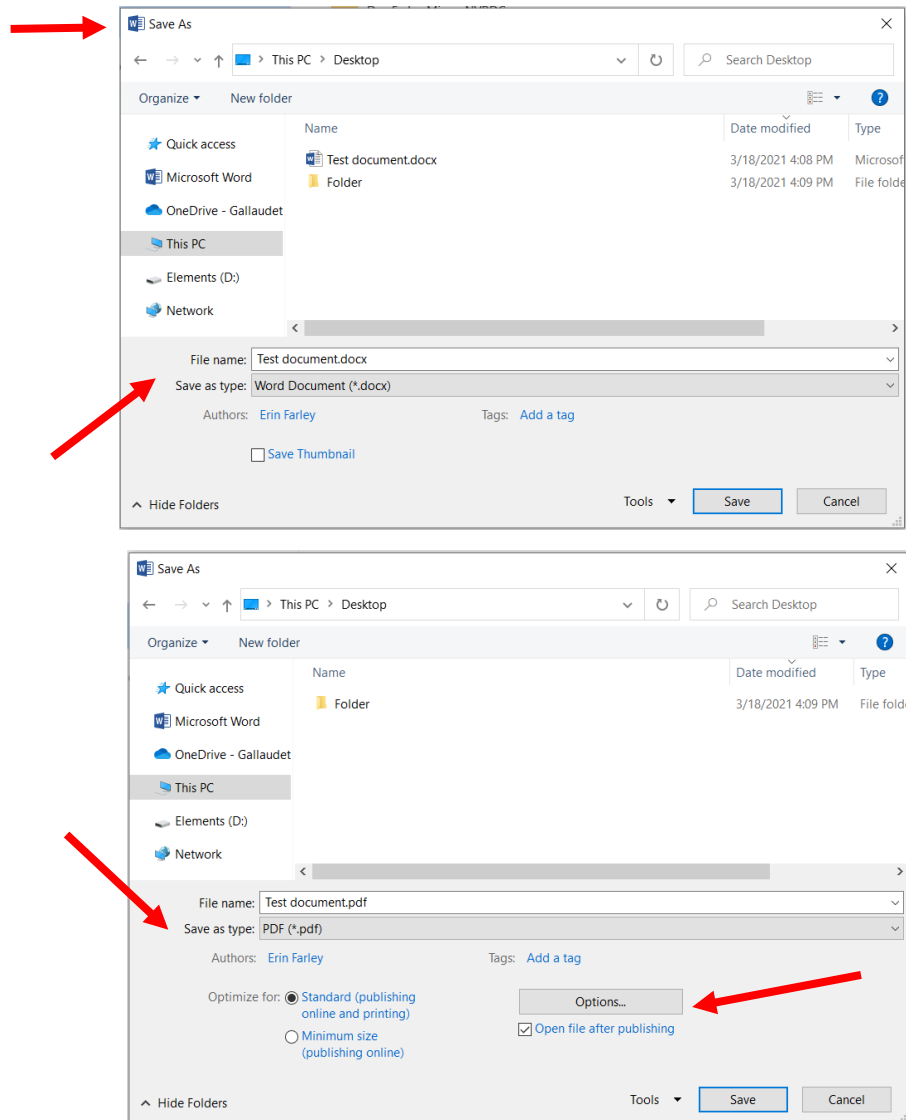 Save As
This PC > Desktop
Search Desktop
Organize
New folder
?
Name
Date modified
Type
Quick access
Test document.docx
3/18/2021 4:08 PM
Microsof
Microsoft Word
Folder
3/18/2021 4:09 PM
File folde
OneDrive - Gallaudet
This PC
Elements (D:)
Network
File name: Test document.docx
Save as type: Word Document (*.docx)
Authors: Erin Farley
Tags: Add a tag
Save Thumbnail
Hide Folders
Tools
Save
Cancel
Save As
This PC > Desktop
Search Desktop
Organize
New folder
?
Name
Date modified
Type
Quick access
Folder
3/18/2021 4:09 PM
File fold
Microsoft Word
OneDrive - Gallaudet
This PC
Elements (D:)
Network
File name: Test document.pdf
Save as type: PDF (*.pdf)
Authors: Erin Farley
Tags: Add a tag
Optimize for: Standard (publishing
online and printing)
Minimum size
(publishing online)
Options...
Open file after publishing
Hide Folders
Tools
Save
Cancel